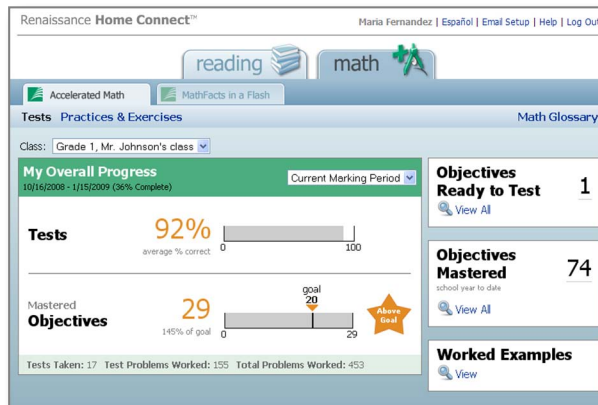 Renaissance Home Connect™
Maria Fernandez | Español | Email Setup | Help | Log Out
reading
math
Accelerated Math
MathFacts in a Flash
Tests Practices & Exercises
Math Glossary
Class: Grade 1, Mr. Johnson's class
My Overall Progress
10/16/2008 - 1/15/2009 (36% Complete)
Current Marking Period
Tests
92%
average % correct
0
100
Mastered
Objectives
29
145% of goal
goal
20
0
29
Above
Goal
Tests Taken: 17 Test Problems Worked: 155 Total Problems Worked: 453
Objectives
Ready to Test
1
View All
Objectives
Mastered
74
school year to date
View All
Worked Examples
View